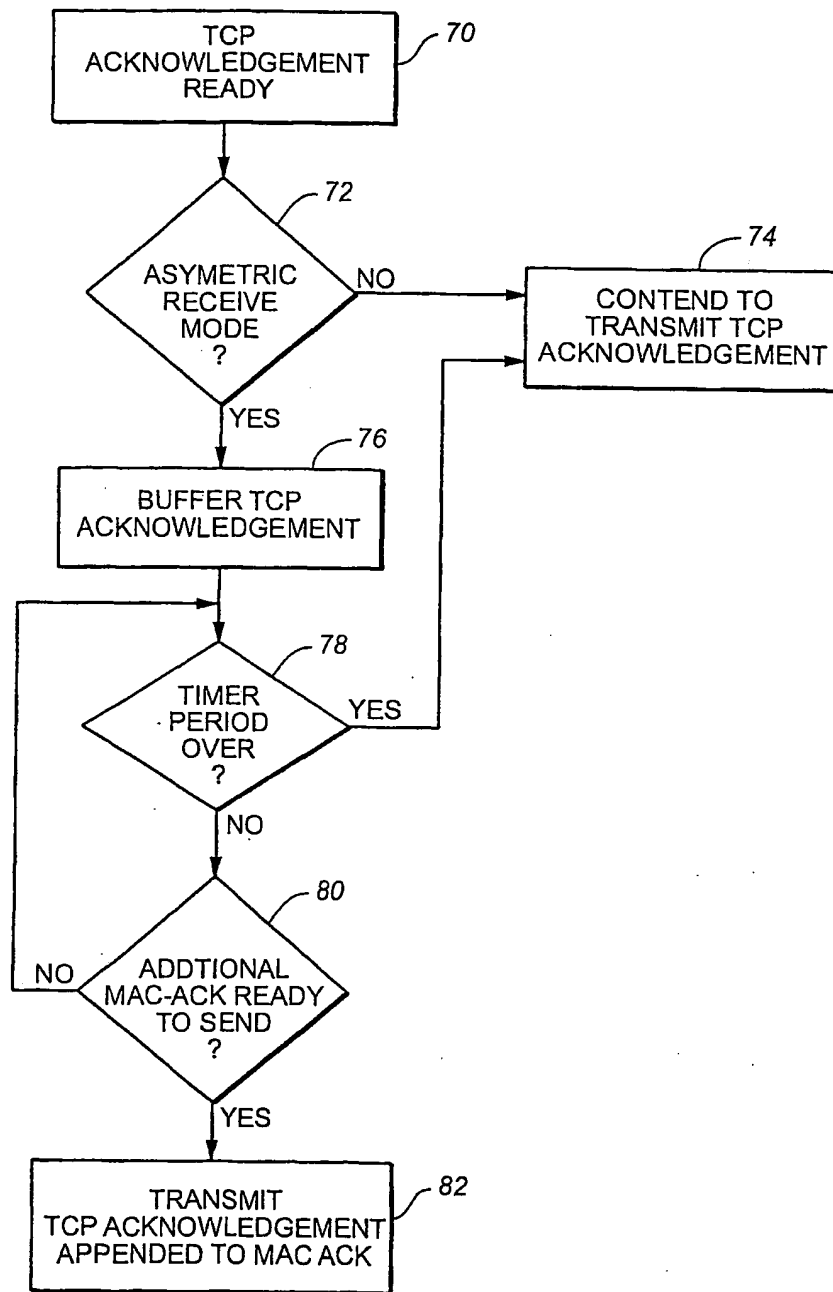 TCP
ACKNOWLEDGEMENT
READY
70
72
ASYMETRIC
RECEIVE
MODE
?
NO
YES
74
CONTEND TO
TRANSMIT TCP
ACKNOWLEDGEMENT
76
BUFFER TCP
ACKNOWLEDGEMENT
78
TIMER
PERIOD
OVER
?
YES
NO
80
ADDTIONAL
MAC-ACK READY
TO SEND
?
NO
YES
TRANSMIT
TCP ACKNOWLEDGEMENT
APPENDED TO MAC ACK
82